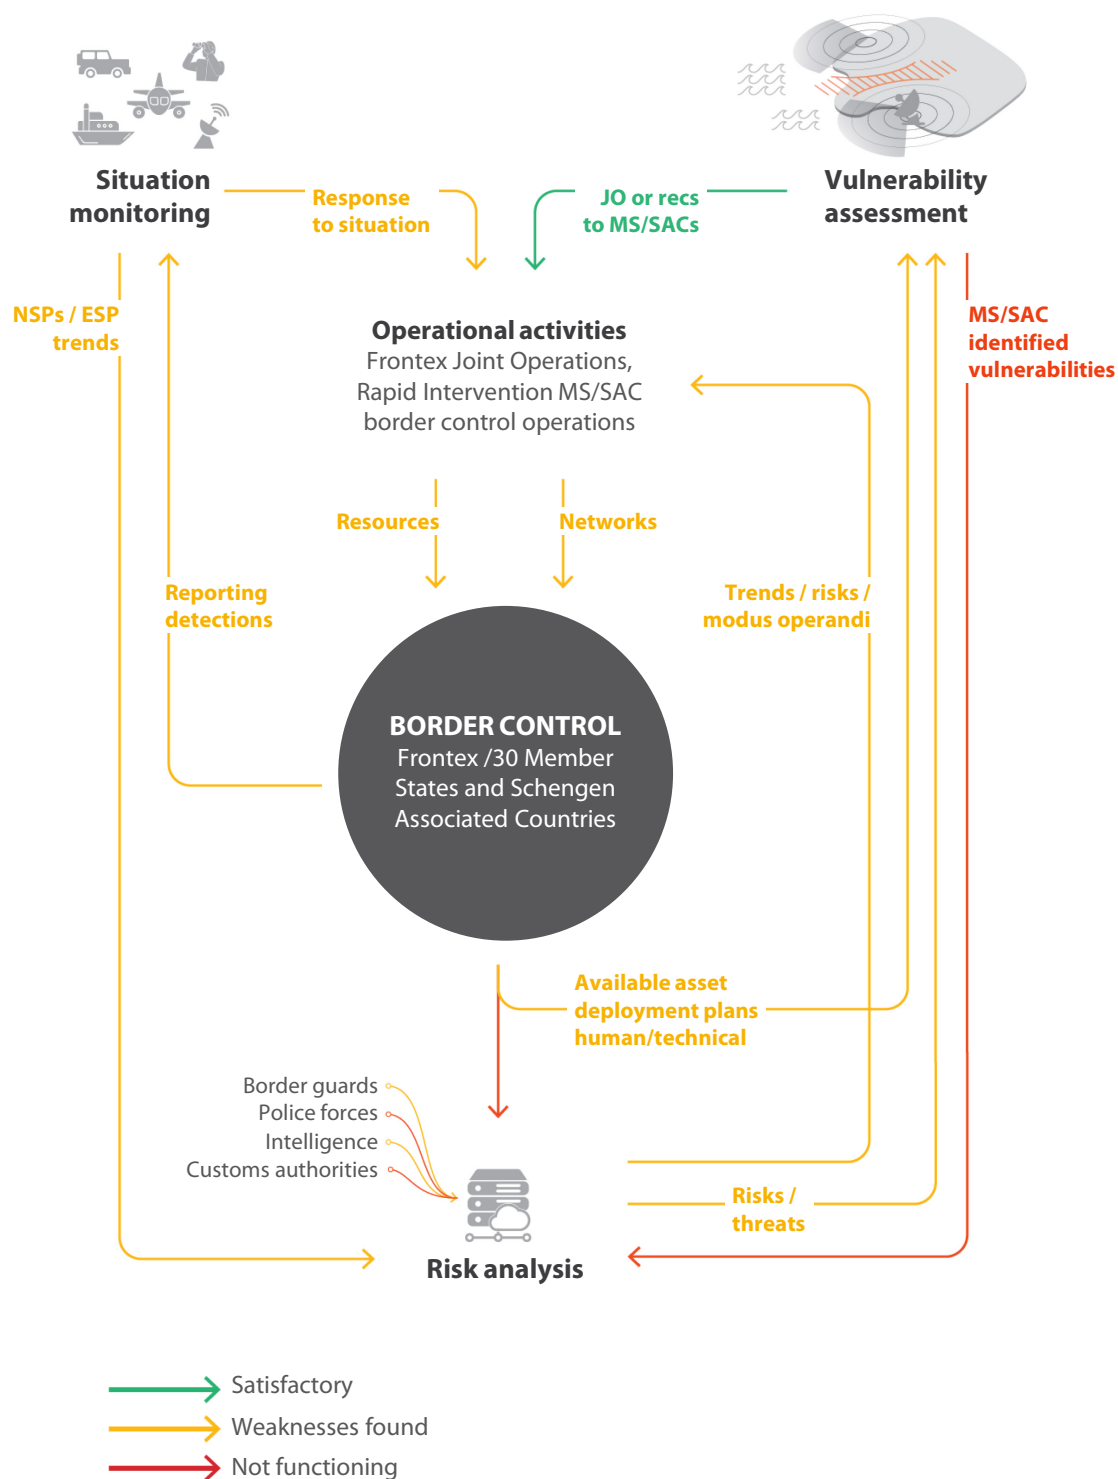 Situation
monitoring
Vulnerability
assessment
Response
to situation
JO or recs
to MS/SACs
NSPs / ESP
trends
MS/SAC
identified
vulnerabilities
Operational activities
Frontex Joint Operations,
Rapid Intervention MS/SAC
border control operations
Resources
Networks
Reporting
detections
Trends / risks /
modus operandi
BORDER CONTROL
Frontex /30 Member
States and Schengen
Associated Countries
Available asset
deployment plans
human/technical
Border guards
Police forces
Intelligence
Customs authorities
Risks /
threats
Risk analysis
Satisfactory
Weaknesses found
Not functioning